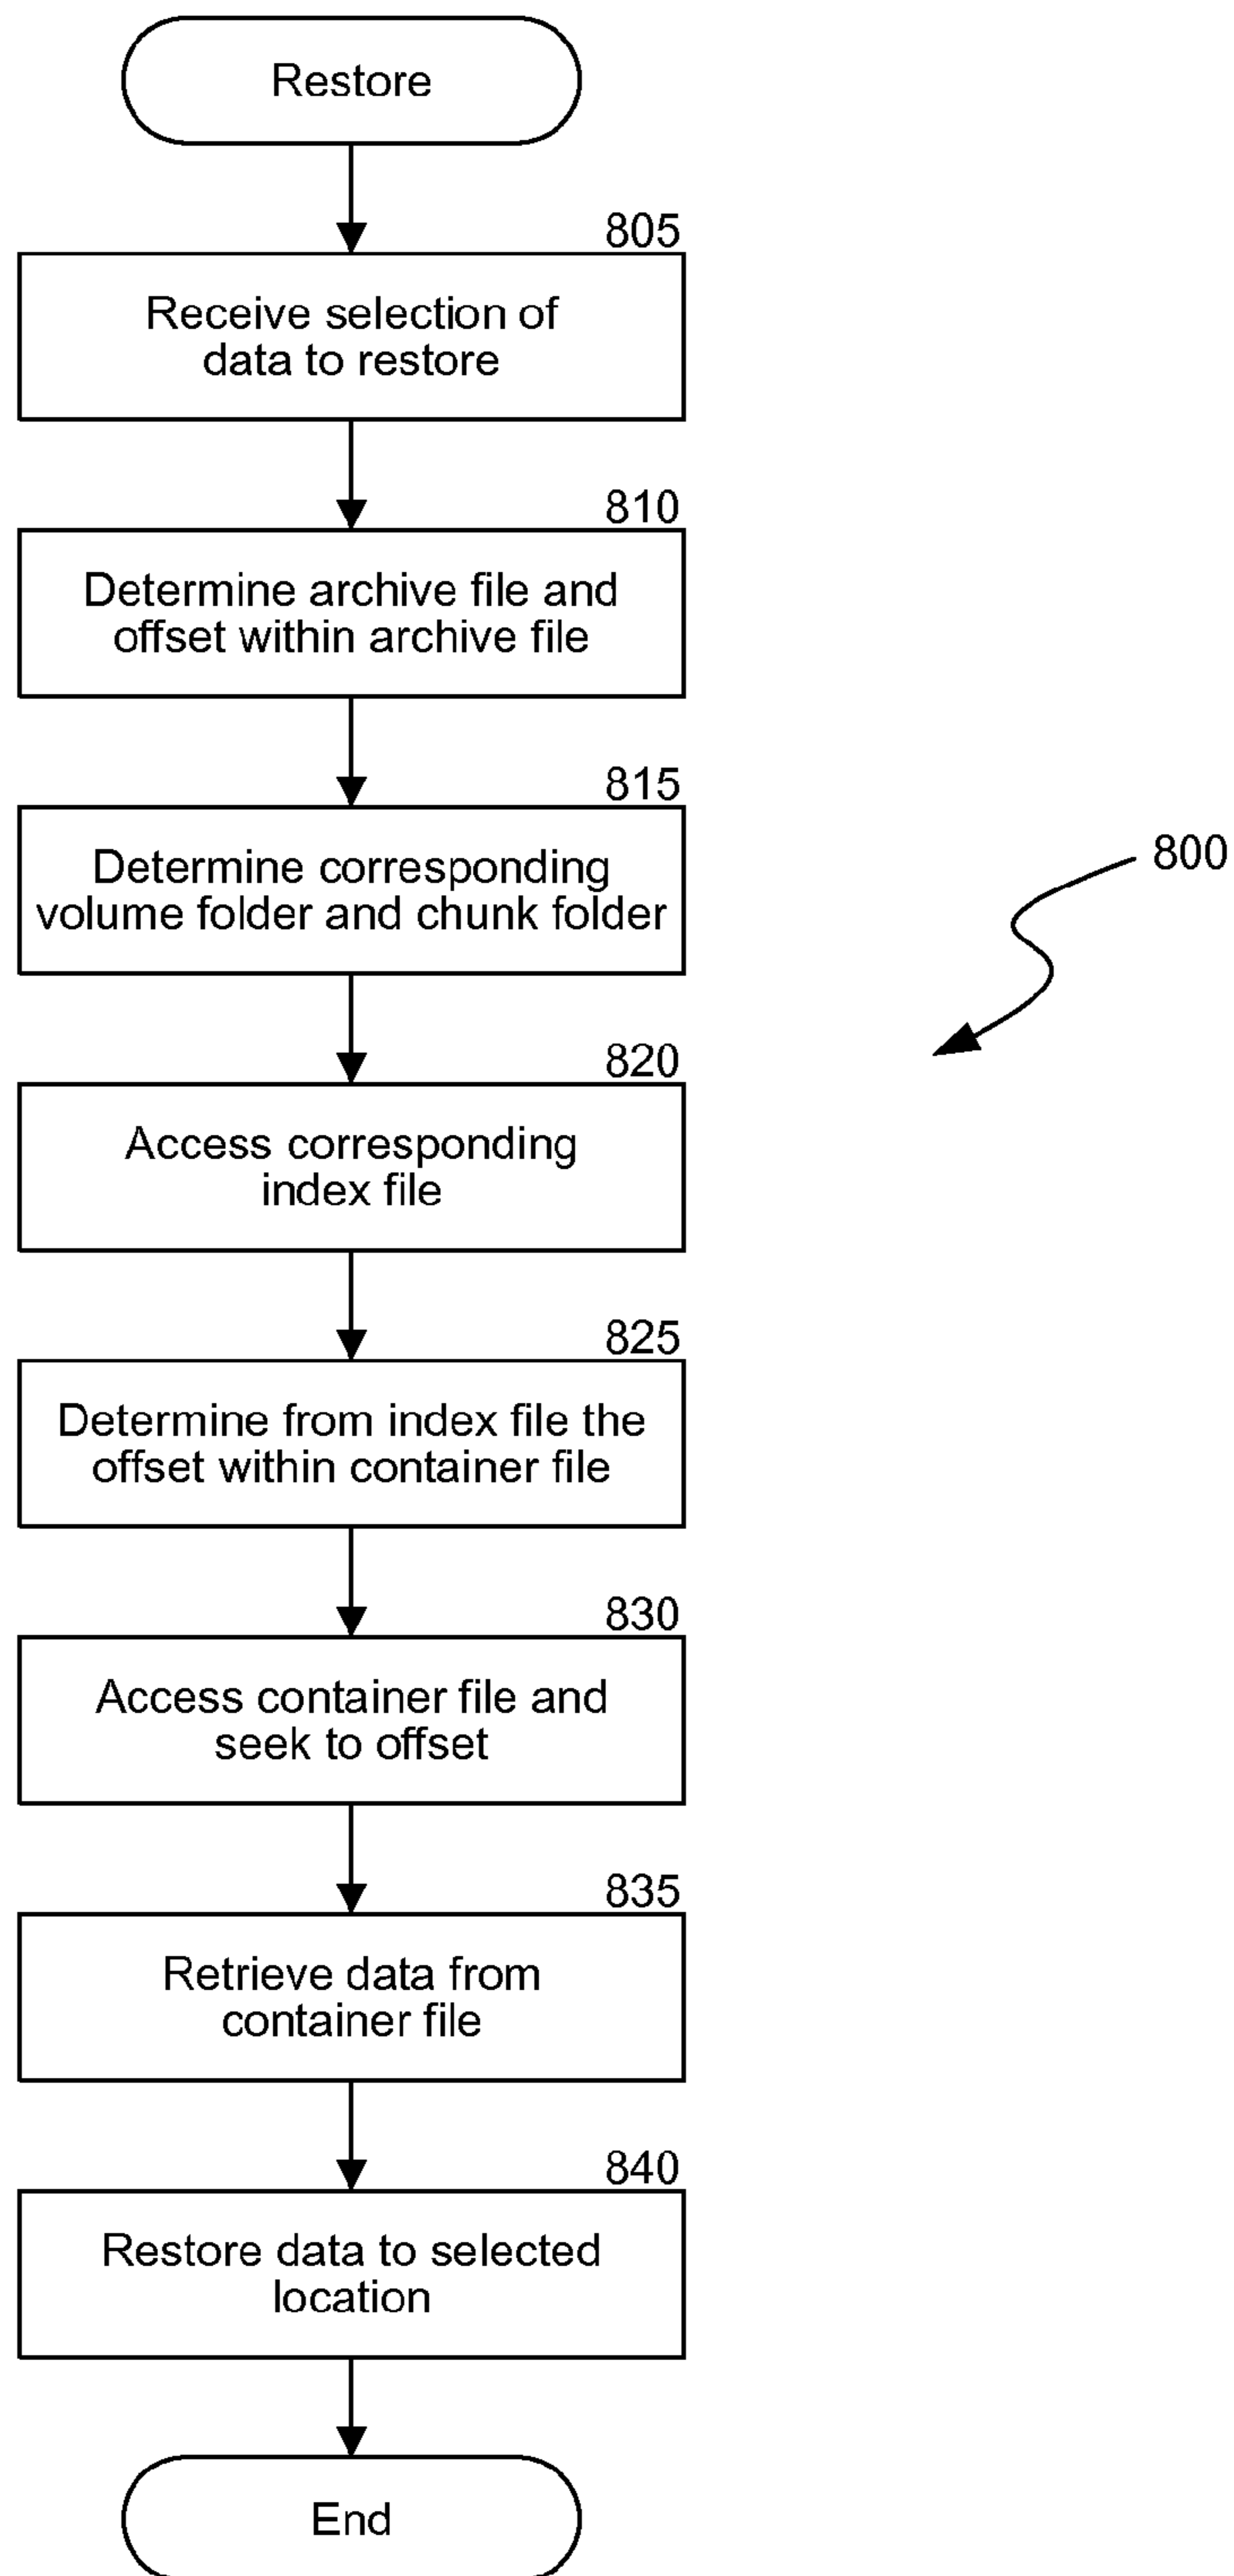 Restore
805
Receive selection of
data to restore
810
Determine archive file and
offset within archive file
815
Determine corresponding
volume folder and chunk folder
800
820
Access corresponding
index file
825
Determine from index file the
offset within container file
830
Access container file and
seek to offset
835
Retrieve data from
container file
840
Restore data to selected
location
End